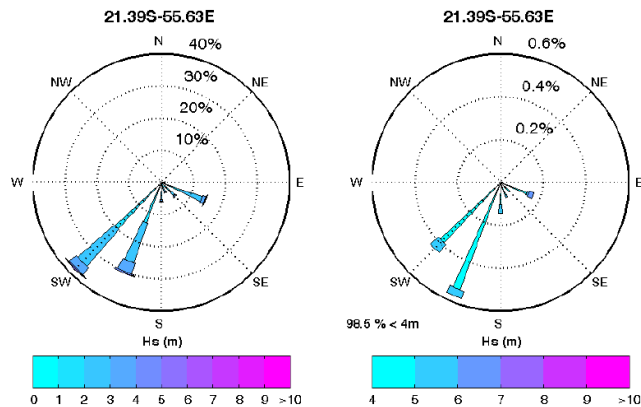 21.39S-55.63E
N
40%
30%
20%
10%
NW
NE
W
E
SW
SE
S
Hs (m)
0 1 2 3 4 5 6 7 8 9 >10
21.39S-55.63E
N
0.6%
0.4%
0.2%
NW
NE
W
E
SW
SE
S
98.5 % < 4m
Hs (m)
4 5 6 7 8 9 >10